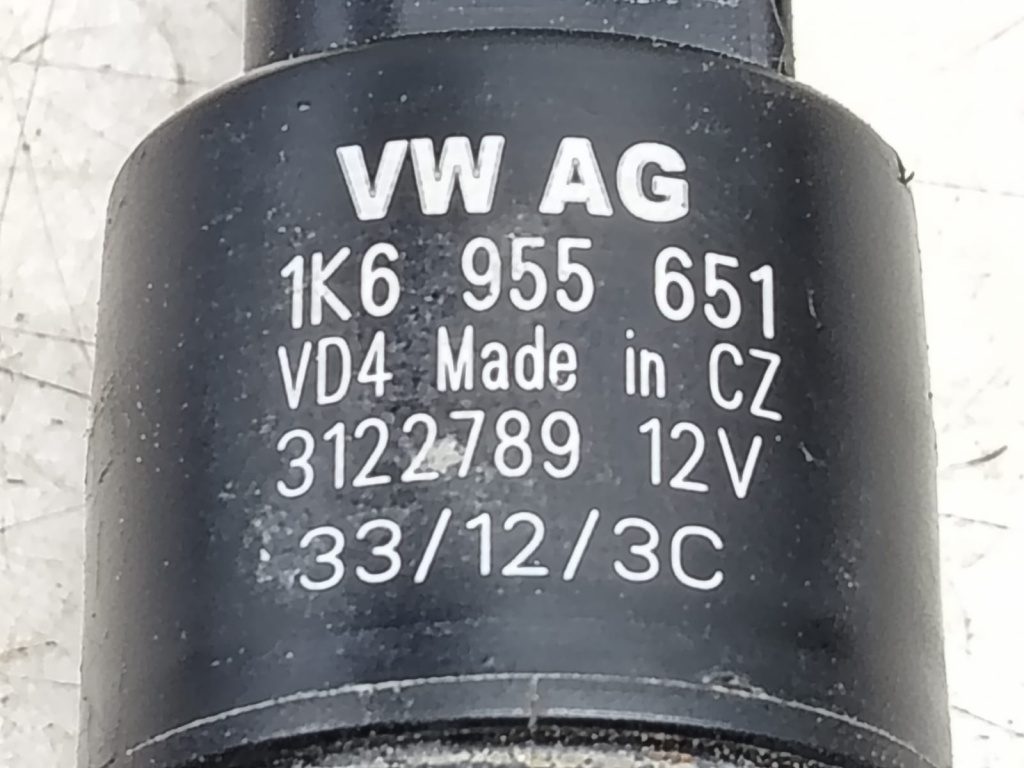 VW AG
1K6 955 651
VD4 Made in CZ
3122789 12V
33/12/3C